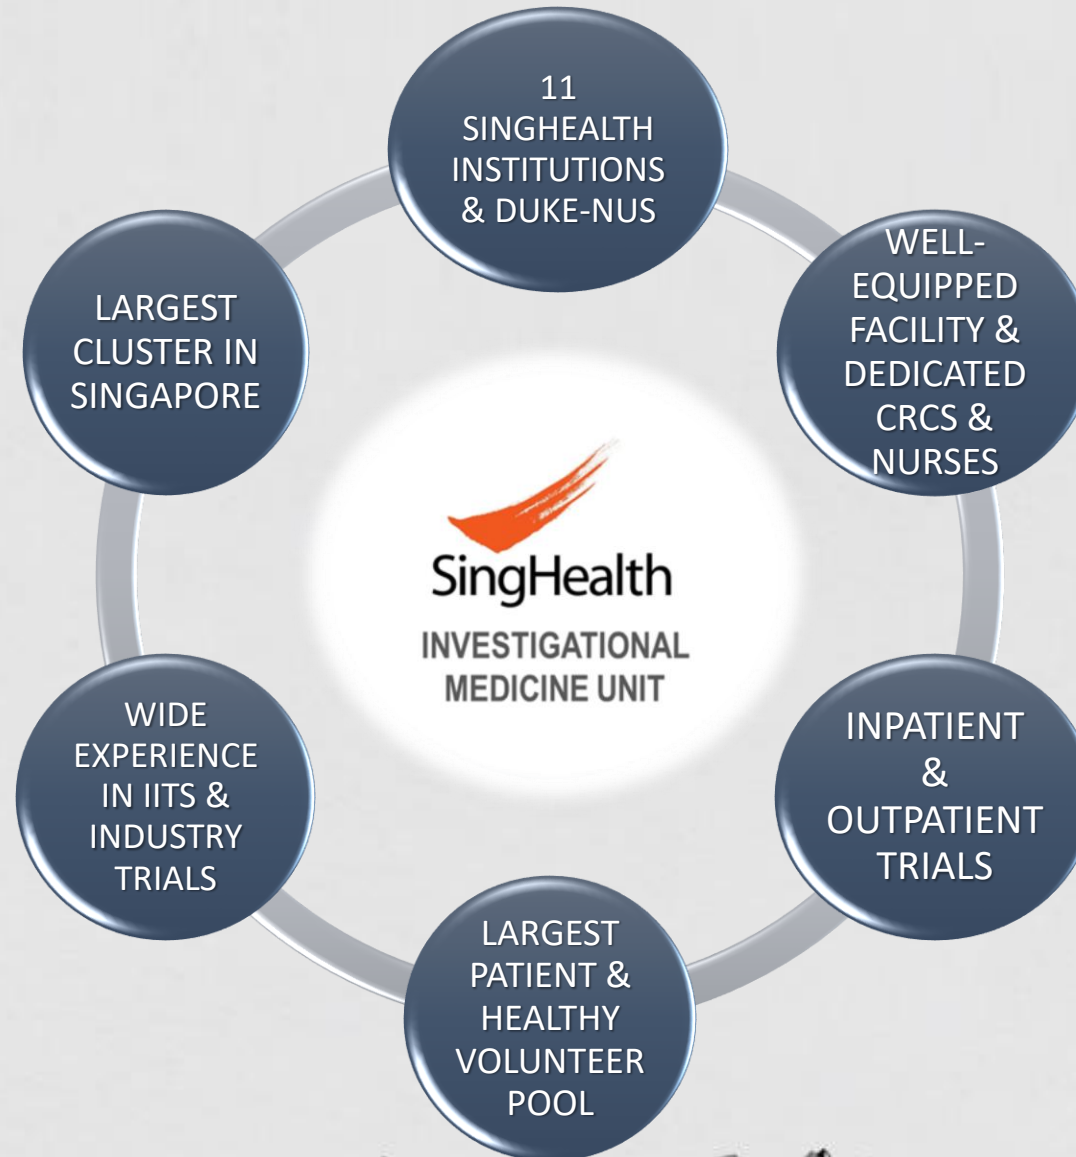 11
SINGHEALTH
INSTITUTIONS
& DUKE-NUS
WELL-
EQUIPPED
FACILITY &
DEDICATED
CRCS &
NURSES
INPATIENT
&
OUTPATIENT
TRIALS
LARGEST
PATIENT &
HEALTHY
VOLUNTEER
POOL
WIDE
EXPERIENCE
IN IITS &
INDUSTRY
TRIALS
LARGEST
CLUSTER IN
SINGAPORE
SingHealth
INVESTIGATIONAL
MEDICINE UNIT